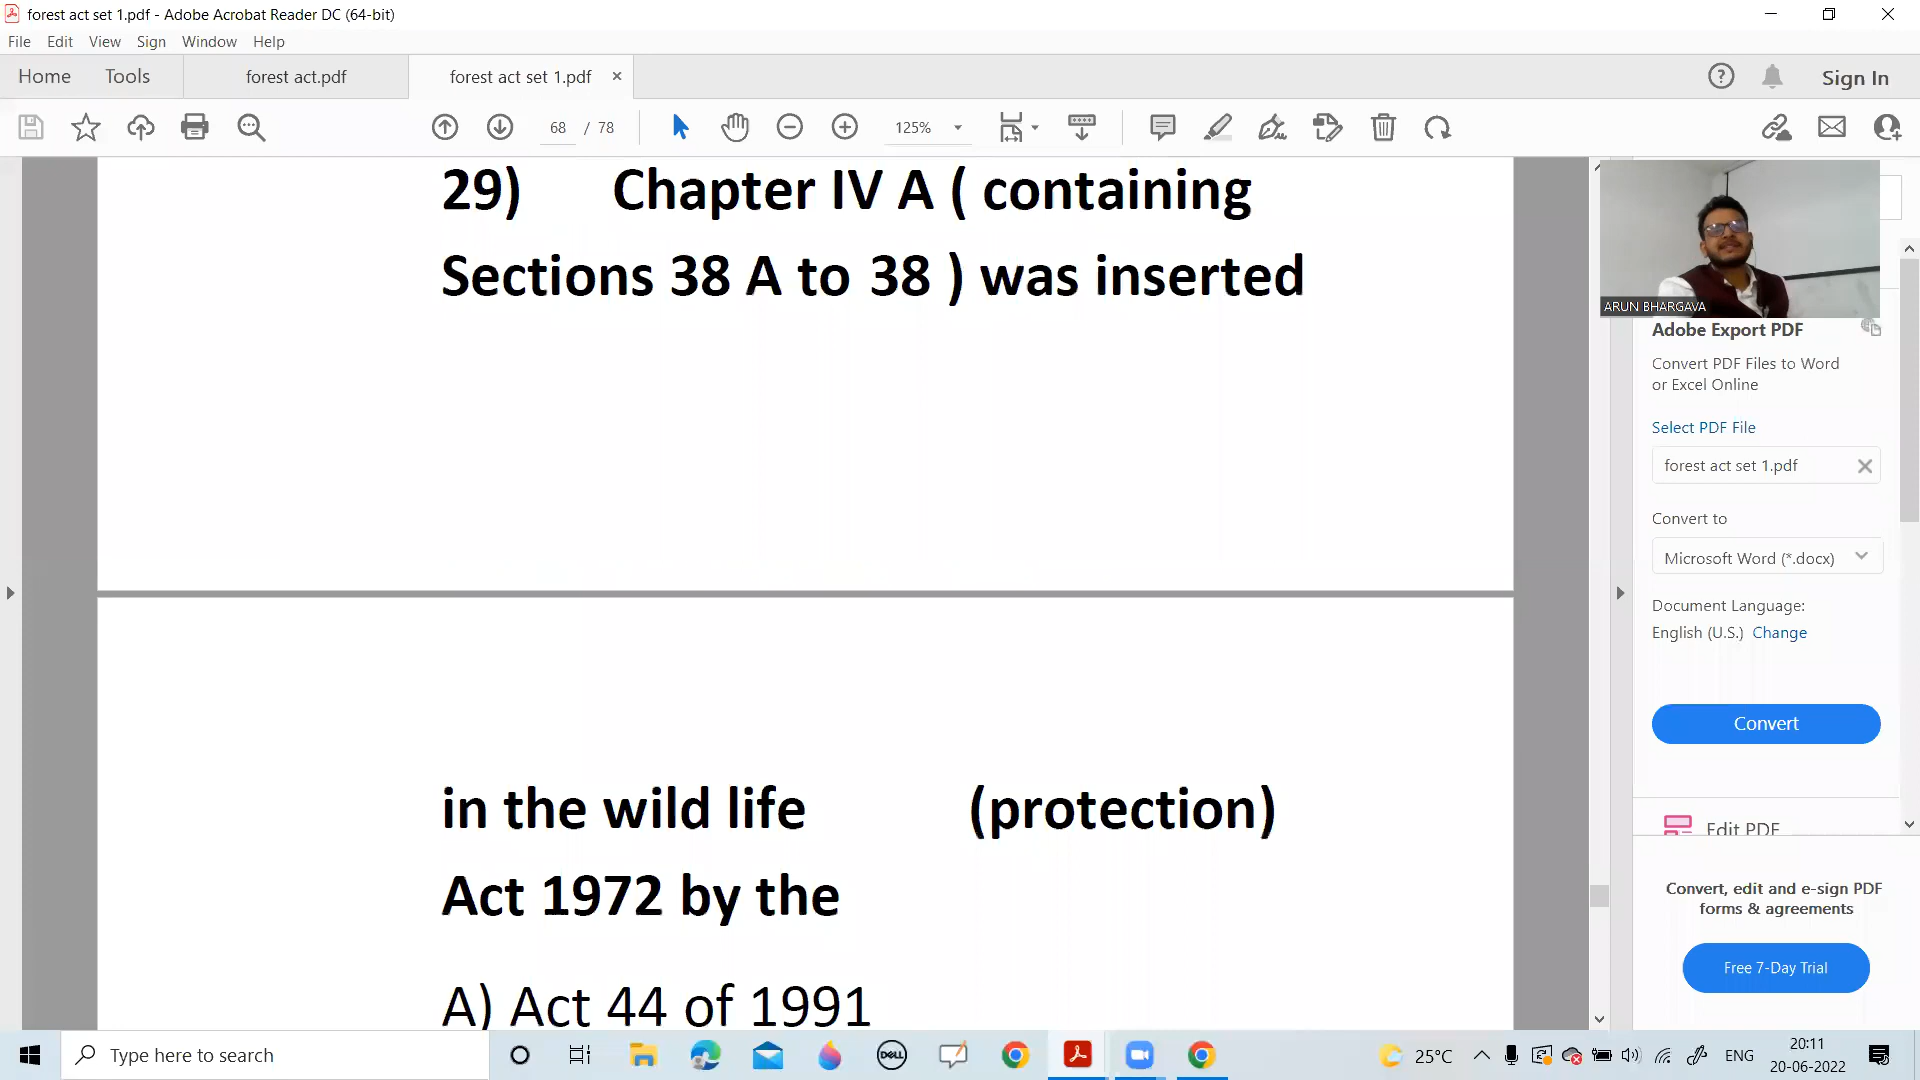 forest act set 1.pdf - Adobe Acrobat Reader DC (64-bit)
File Edit View Sign Window Help
Home Tools forest act.pdf forest act set 1.pdf × Sign In
68 / 78 125%
29) Chapter IV A ( containing
Sections 38 A to 38 ) was inserted
in the wild life (protection)
Act 1972 by the
A) Act 44 of 1991
ARUN BHARGAVA
Adobe Export PDF
Convert PDF Files to Word
or Excel Online
Select PDF File
forest act set 1.pdf
Convert to
Microsoft Word (*.docx)
Document Language:
English (U.S.) Change
Convert
Edit PDF
Convert, edit and e-sign PDF
forms & agreements
Free 7-Day Trial
Type here to search
DELL
25°C
ENG
20:11
20-06-2022